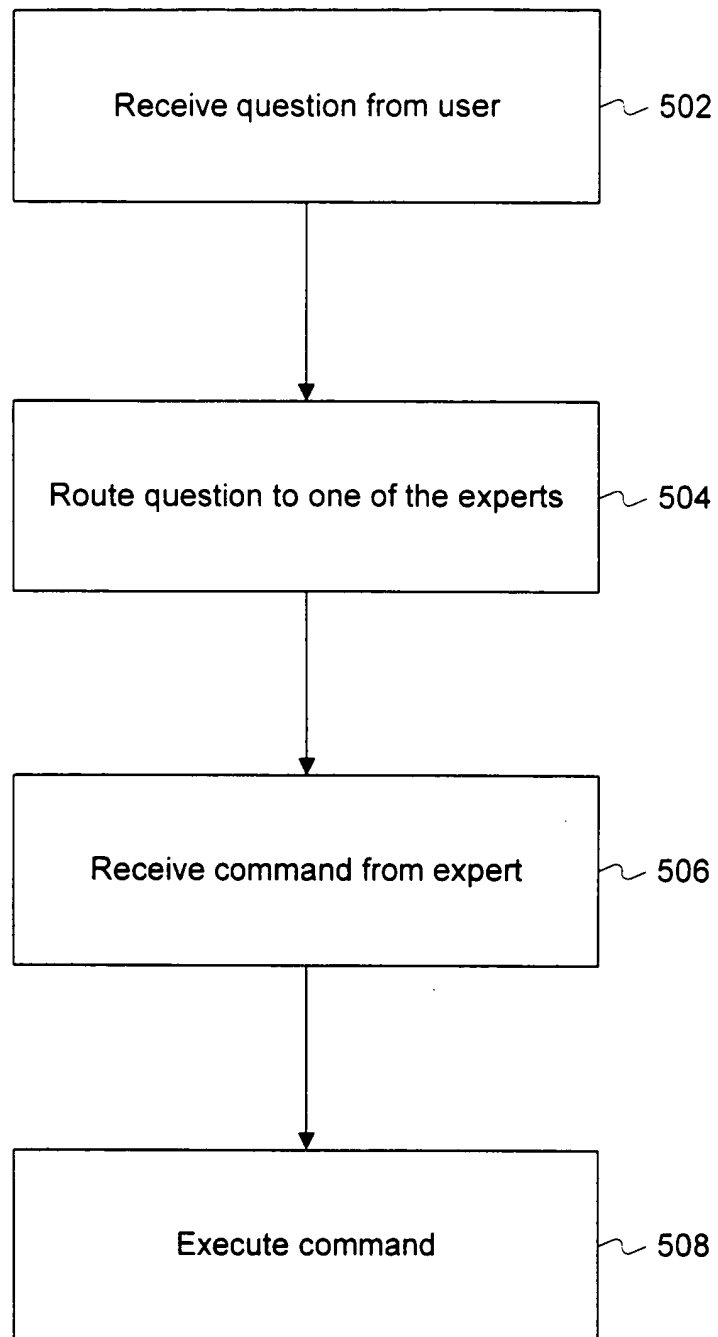 Receive question from user 502
Route question to one of the experts 504
Receive command from expert 506
Execute command 508